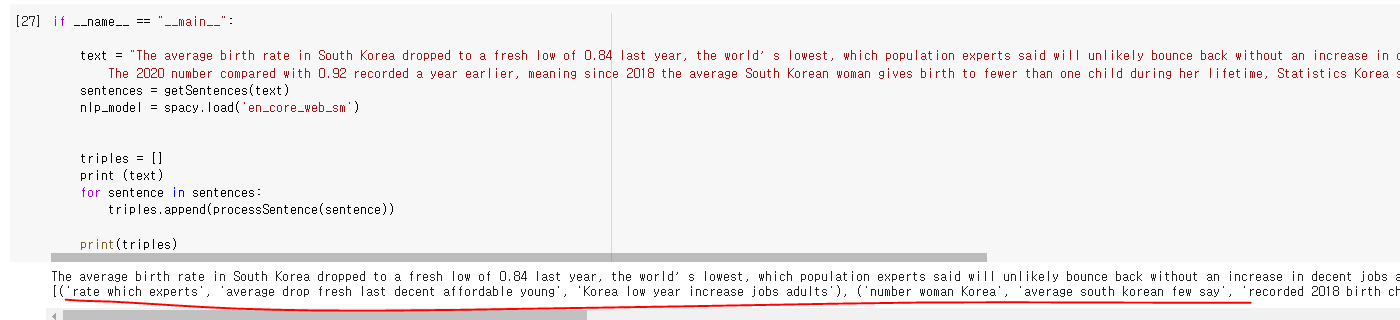 [27] if __name__ == "__main__":
text = "The average birth rate in South Korea dropped to a fresh low of 0.84 last year, the world’s lowest, which population experts said will unlikely bounce back without an increase in
The 2020 number compared with 0.92 recorded a year earlier, meaning since 2018 the average South Korean woman gives birth to fewer than one child during her lifetime, Statistics Korea
sentences = getSentences(text)
nlp_model = spacy.load('en_core_web_sm')
triples = []
print (text)
for sentence in sentences:
triples.append(processSentence(sentence))
print(triples)
The average birth rate in South Korea dropped to a fresh low of 0.84 last year, the world’s lowest, which population experts said will unlikely bounce back without an increase in decent jobs
[('rate which experts', 'average drop fresh last decent affordable young', 'Korea low year increase jobs adults'), ('number woman Korea', 'average south korean few say', 'recorded 2018 birth